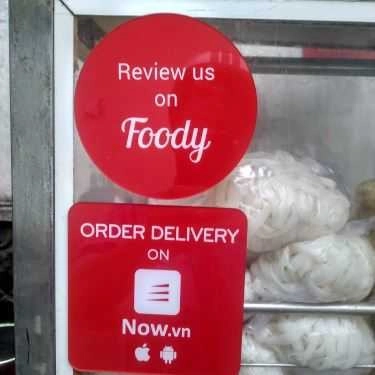 Review us
on
Foody
ORDER DELIVERY
ON
Now.vn